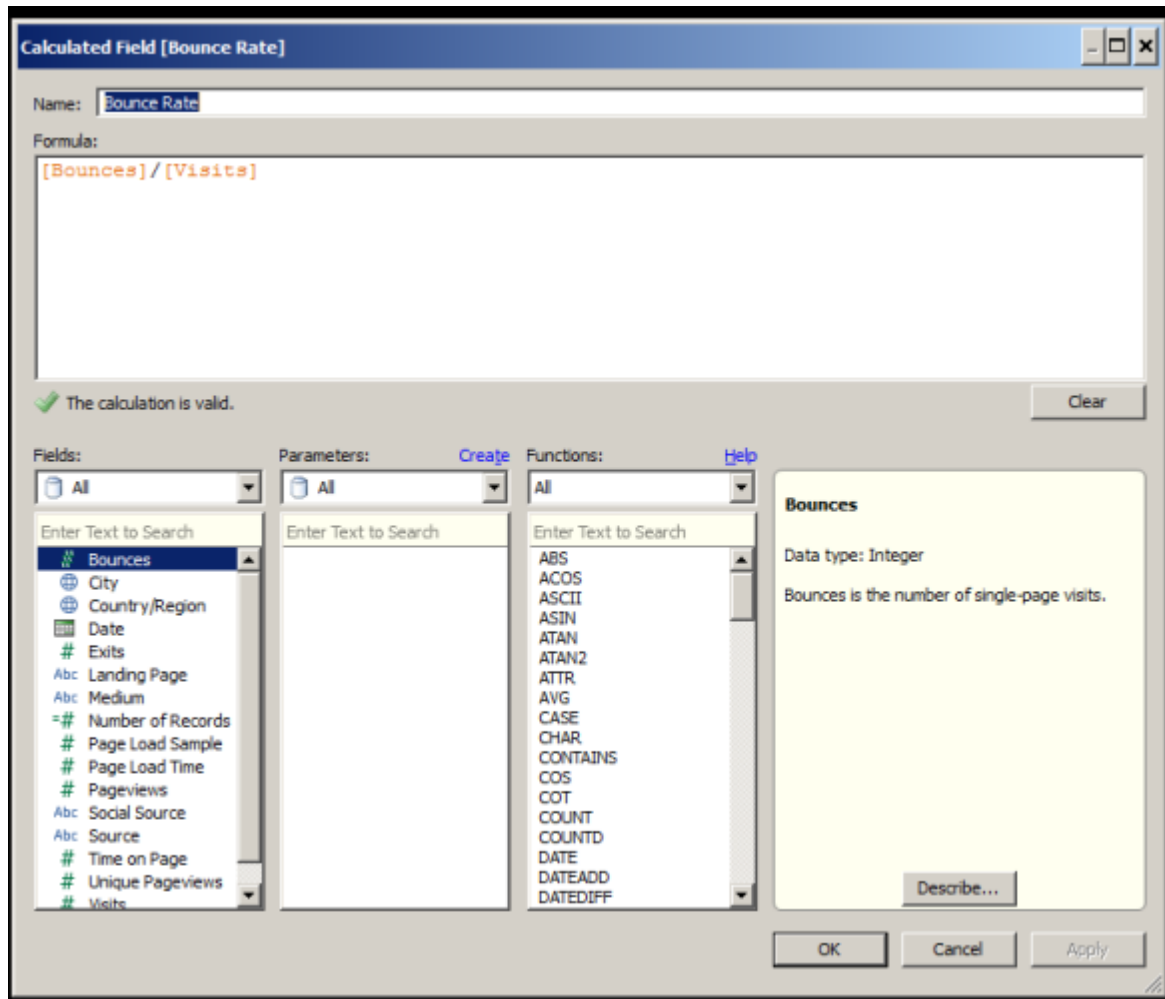 Calculated Field [Bounce Rate]
Name: Bounce Rate
Formula:
[Bounces]/[Visits]
The calculation is valid.
Clear
Fields:
All
Enter Text to Search
# Bounces
City
Country/Region
Date
# Exits
Abc Landing Page
Abc Medium
=# Number of Records
# Page Load Sample
# Page Load Time
# Pageviews
Abc Social Source
Abc Source
# Time on Page
# Unique Pageviews
# Visits
Parameters: Create
All
Enter Text to Search
Functions: Help
All
Enter Text to Search
ABS
ACOS
ASCII
ASIN
ATAN
ATAN2
ATTR
AVG
CASE
CHAR
CONTAINS
COS
COT
COUNT
COUNTD
DATE
DATEADD
DATEDIFF
Bounces
Data type: Integer
Bounces is the number of single-page visits.
Describe...
OK Cancel Apply